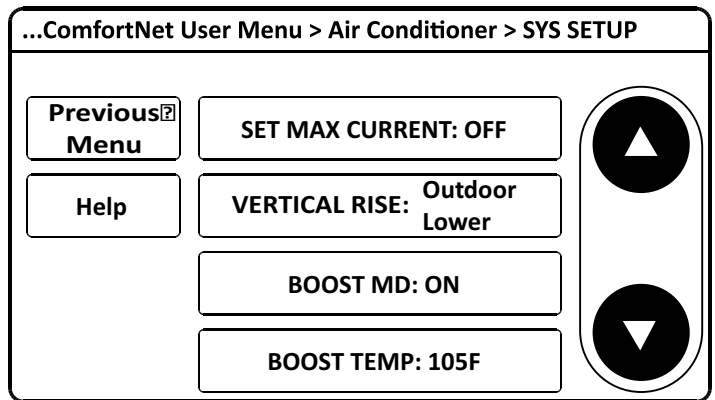 ...ComfortNet User Menu > Air Conditioner > SYS SETUP
Previous�
Menu
SET MAX CURRENT: OFF
Help
VERTICAL RISE: Outdoor
Lower
BOOST MD: ON
BOOST TEMP: 105F